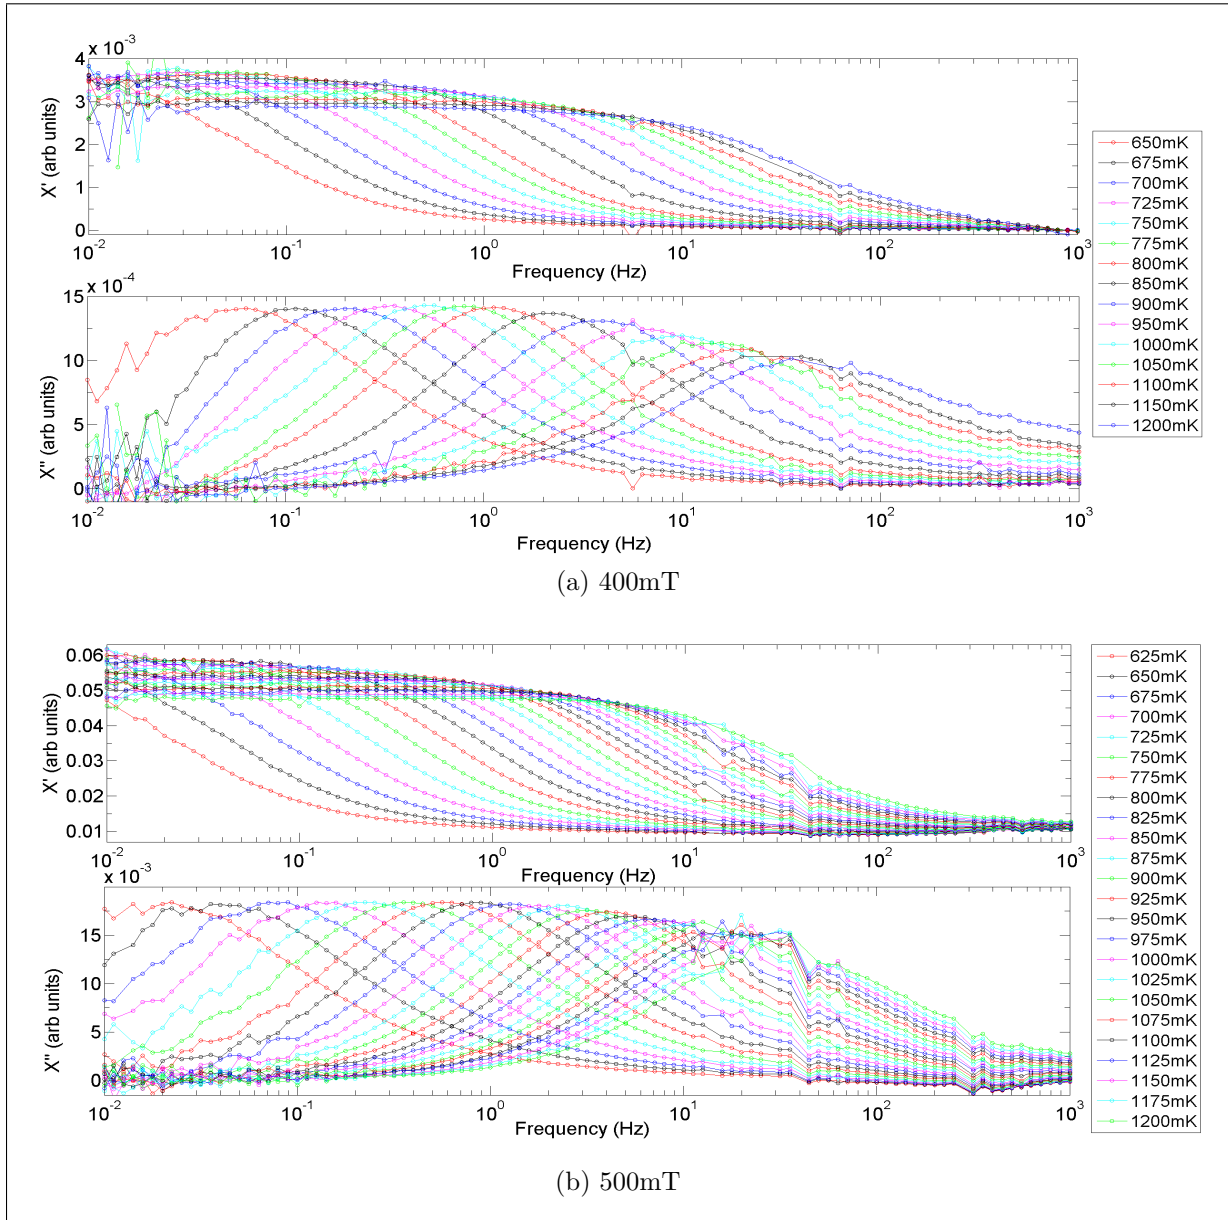 x 10^-3
4
3
2
1
0
X' (arb units)
10^-2 10^-1 10^0 10^1 10^2 10^3
Frequency (Hz)
x 10^-4
15
10
5
0
X'' (arb units)
10^-2 10^-1 10^0 10^1 10^2 10^3
Frequency (Hz)
650mK
675mK
700mK
725mK
750mK
775mK
800mK
850mK
900mK
950mK
1000mK
1050mK
1100mK
1150mK
1200mK
(a) 400mT
0.06
0.05
0.04
0.03
0.02
0.01
X' (arb units)
10^-2 10^-1 10^0 10^1 10^2 10^3
Frequency (Hz)
x 10^-3
15
10
5
0
X'' (arb units)
10^-2 10^-1 10^0 10^1 10^2 10^3
Frequency (Hz)
625mK
650mK
675mK
700mK
725mK
750mK
775mK
800mK
825mK
850mK
875mK
900mK
925mK
950mK
975mK
1000mK
1025mK
1050mK
1075mK
1100mK
1125mK
1150mK
1175mK
1200mK
(b) 500mT